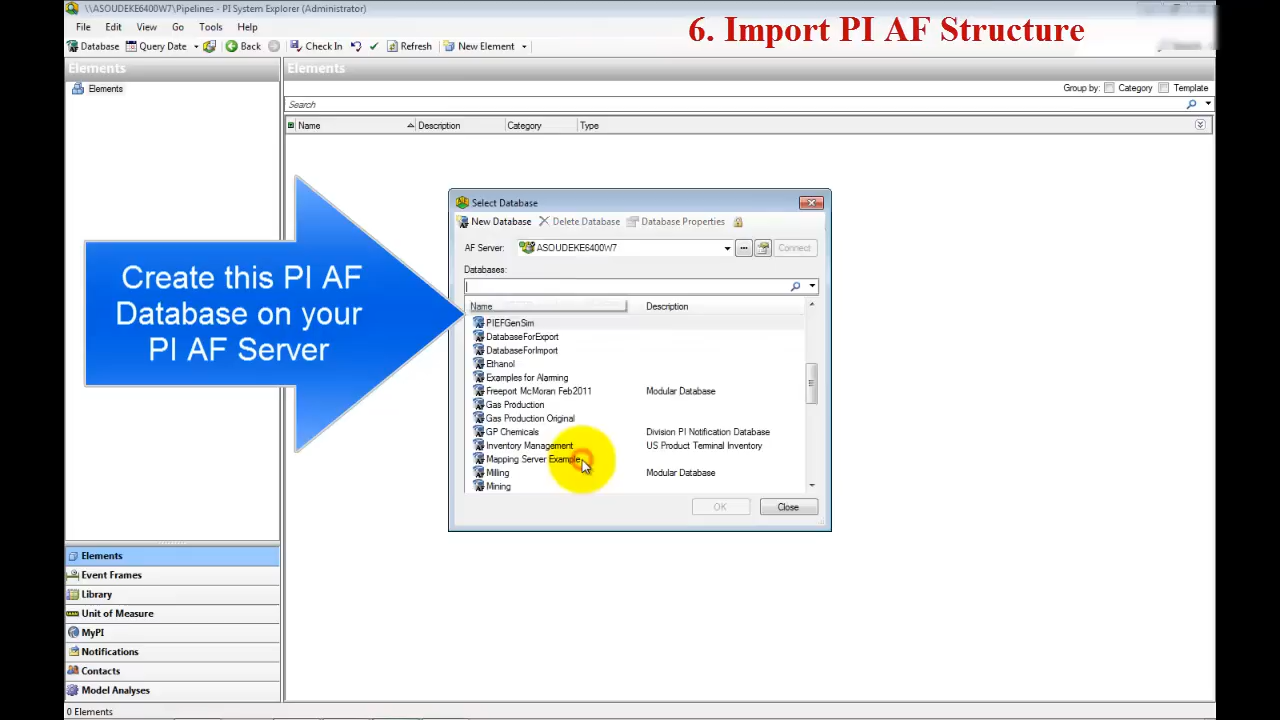 \\ASOUDEKE6400W7\Pipelines - PI System Explorer (Administrator)
6. Import PI AF Structure
File Edit View Go Tools Help
Database Query Date Back Check In Refresh New Element
Elements
Elements
Elements
Group by: Category Template
Search
Name Description Category Type
Select Database
New Database Delete Database Database Properties
AF Server: ASOUDEKE6400W7 Connect
Databases:
Name Description
PIEFGenSim
DatabaseForExport
DatabaseForImport
Ethanol
Examples for Alarming
Freeport McMoran Feb2011 Modular Database
Gas Production
Gas Production Original
GP Chemicals Division PI Notification Database
Inventory Management US Product Terminal Inventory
Mapping Server Example
Milling Modular Database
Mining
OK Close
Create this PI AF
Database on your
PI AF Server
Elements
Event Frames
Library
Unit of Measure
MyPI
Notifications
Contacts
Model Analyses
0 Elements